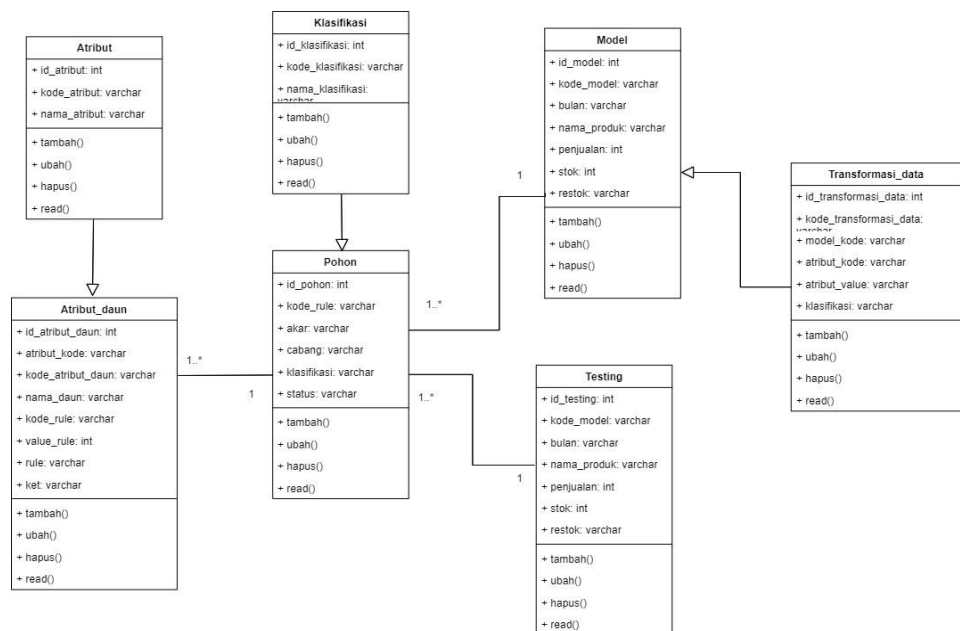 Atribut
+ id_atribut: int
+ kode_atribut: varchar
+ nama_atribut: varchar
+ tambah()
+ ubah()
+ hapus()
+ read()
Klasifikasi
+ id_klasifikasi: int
+ kode_klasifikasi: varchar
+ nama_klasifikasi:
varchar
+ tambah()
+ ubah()
+ hapus()
+ read()
Model
+ id_model: int
+ kode_model: varchar
+ bulan: varchar
+ nama_produk: varchar
+ penjualan: int
+ stok: int
+ restok: varchar
+ tambah()
+ ubah()
+ hapus()
+ read()
Transformasi_data
+ id_transformasi_data: int
+ kode_transformasi_data:
varchar
+ model_kode: varchar
+ atribut_kode: varchar
+ atribut_value: varchar
+ klasifikasi: varchar
+ tambah()
+ ubah()
+ hapus()
+ read()
1
1..*
Pohon
+ id_pohon: int
+ kode_rule: varchar
+ akar: varchar
+ cabang: varchar
+ klasifikasi: varchar
+ status: varchar
+ tambah()
+ ubah()
+ hapus()
+ read()
Atribut_daun
+ id_atribut_daun: int
+ atribut_kode: varchar
+ kode_atribut_daun: varchar
+ nama_daun: varchar
+ kode_rule: varchar
+ value_rule: int
+ rule: varchar
+ ket: varchar
+ tambah()
+ ubah()
+ hapus()
+ read()
1..*
1
1..*
1
Testing
+ id_testing: int
+ kode_model: varchar
+ bulan: varchar
+ nama_produk: varchar
+ penjualan: int
+ stok: int
+ restok: varchar
+ tambah()
+ ubah()
+ hapus()
+ read()